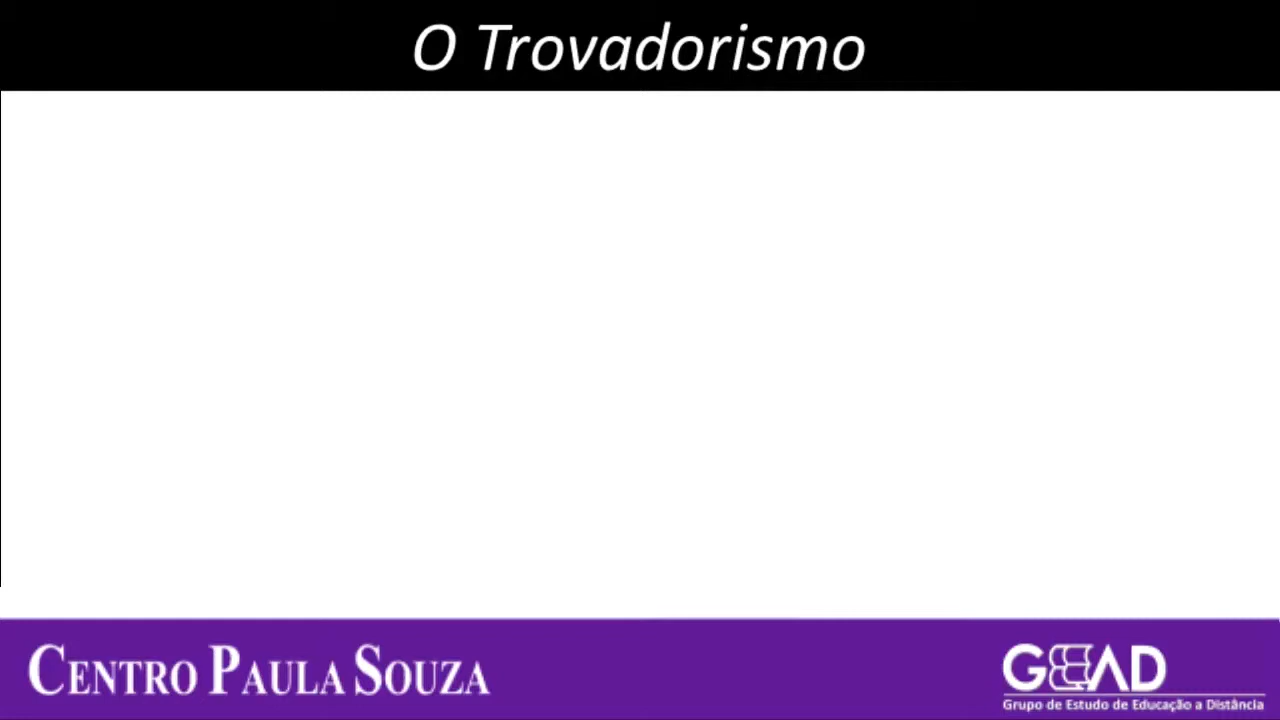 O Trovadorismo
CENTRO PAULA SOUZA
GEAD
Grupo de Estudo de Educação a Distância